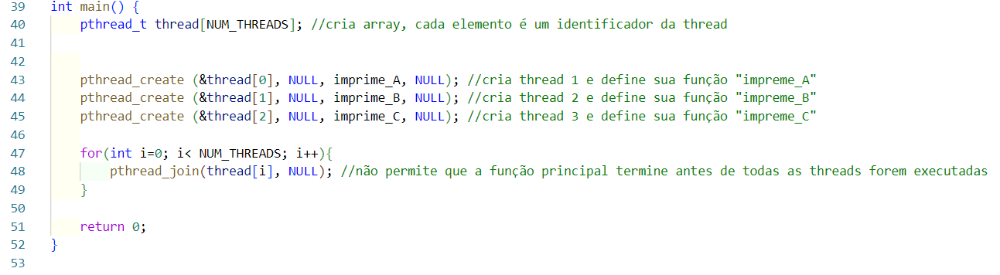 39 int main() {
40 pthread_t thread[NUM_THREADS]; //cria array, cada elemento é um identificador da thread
41
42
43 pthread_create (&thread[0], NULL, imprime_A, NULL); //cria thread 1 e define sua função "impreme_A"
44 pthread_create (&thread[1], NULL, imprime_B, NULL); //cria thread 2 e define sua função "impreme_B"
45 pthread_create (&thread[2], NULL, imprime_C, NULL); //cria thread 3 e define sua função "impreme_C"
46
47 for(int i=0; i< NUM_THREADS; i++){
48 pthread_join(thread[i], NULL); //não permite que a função principal termine antes de todas as threads forem executadas
49 }
50
51 return 0;
52 }
53